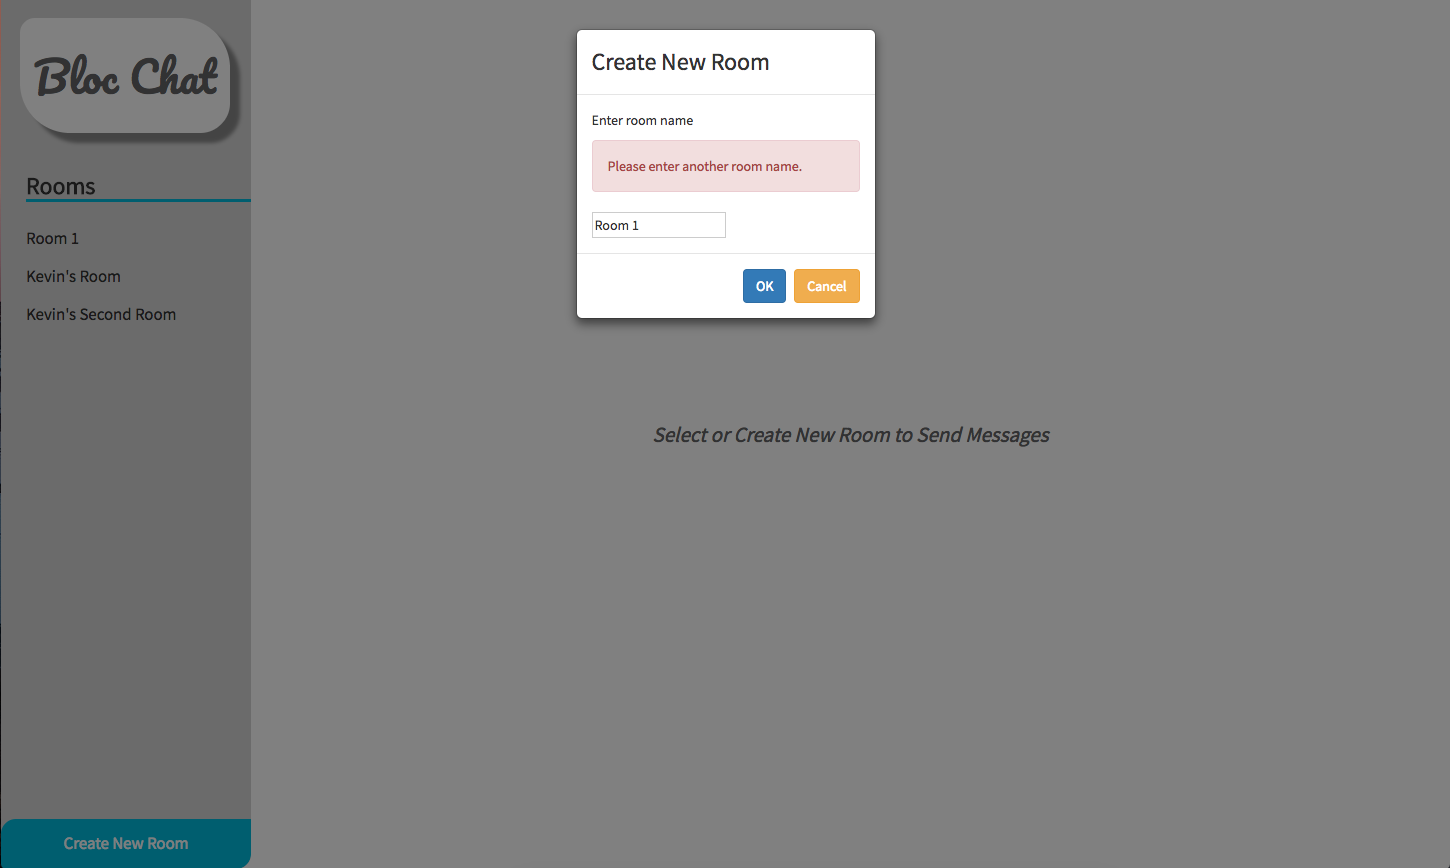 Bloc Chat
Rooms
Room 1
Kevin's Room
Kevin's Second Room
Create New Room
Create New Room
Enter room name
Please enter another room name.
Room 1
OK Cancel
Select or Create New Room to Send Messages